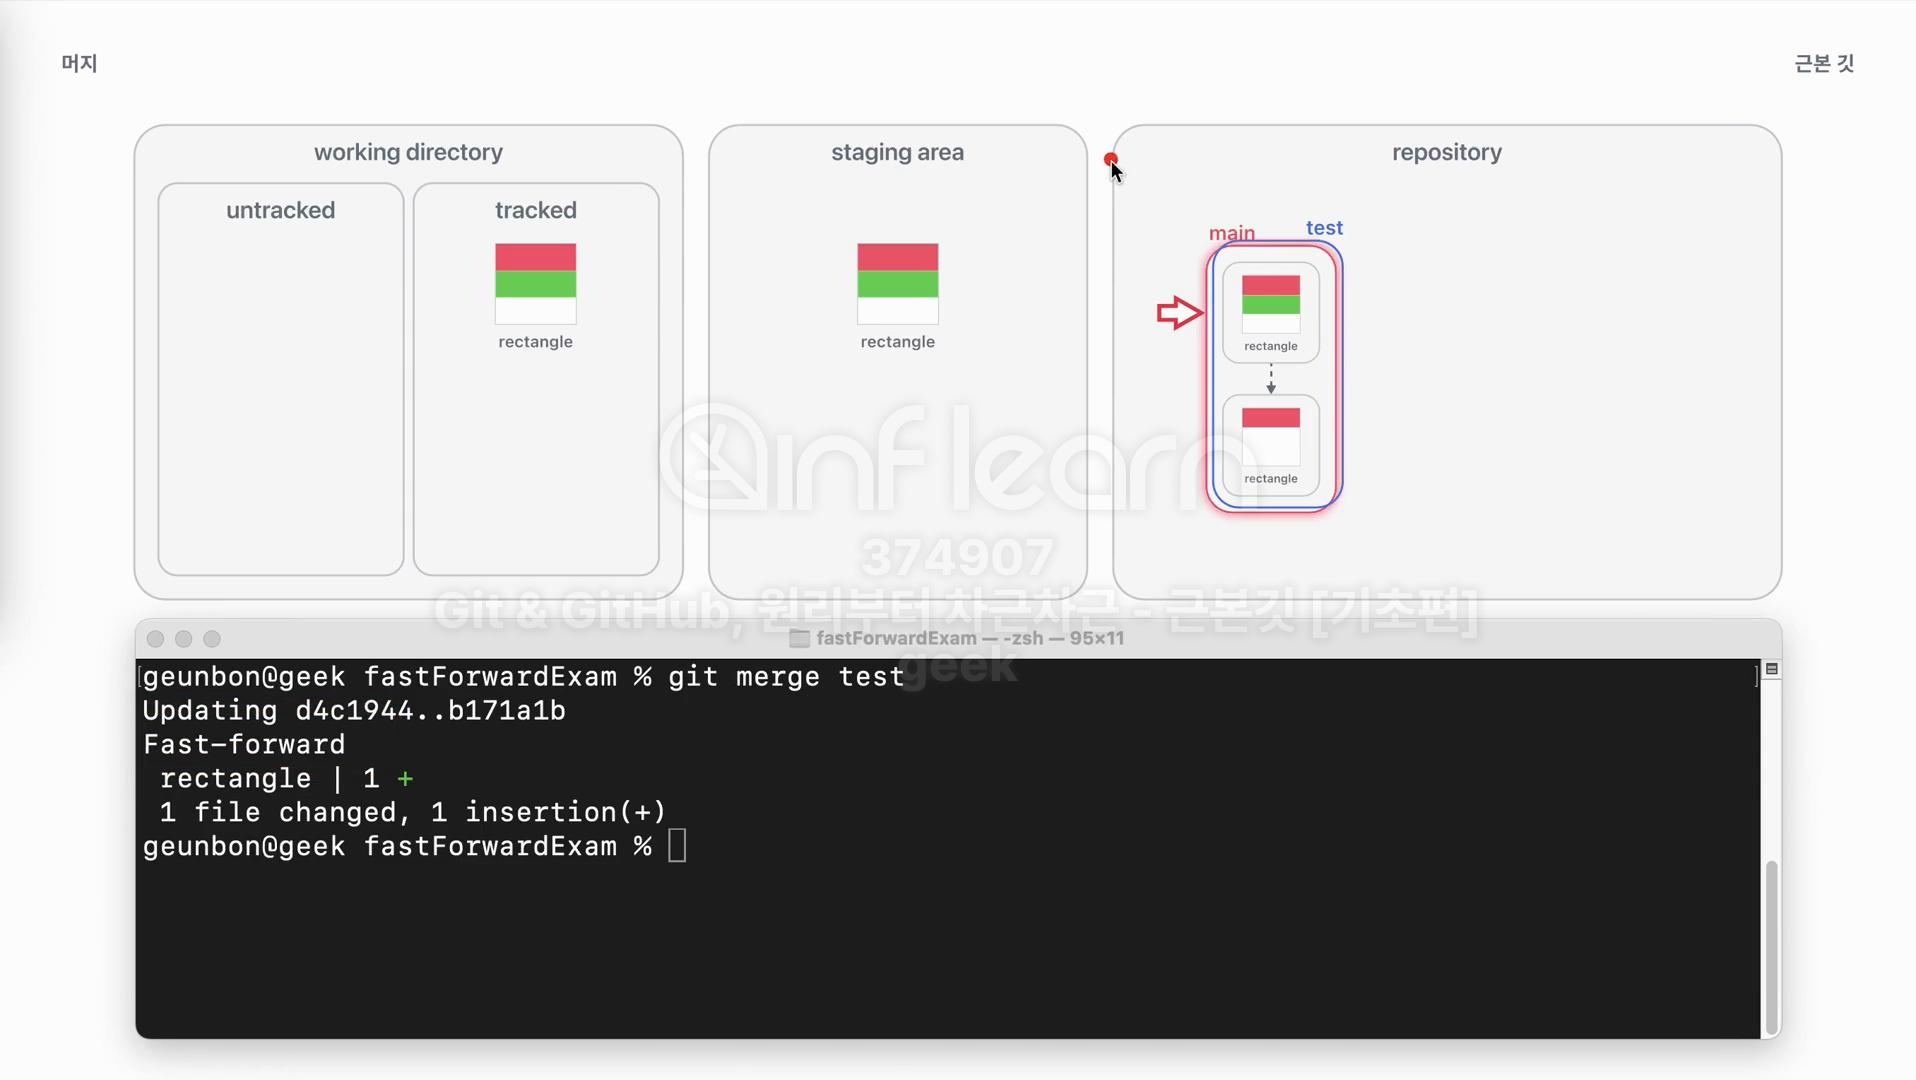 머지
근본 깃
working directory
staging area
repository
untracked
tracked
main
test
rectangle
rectangle
rectangle
rectangle
inflearn
374907
Git & GitHub, 원리부터 차근차근 - 근본깃 [기초편]
geek
fastForwardExam — -zsh — 95×11
geunbon@geek fastForwardExam % git merge test
Updating d4c1944..b171a1b
Fast-forward
rectangle | 1 +
1 file changed, 1 insertion(+)
geunbon@geek fastForwardExam %